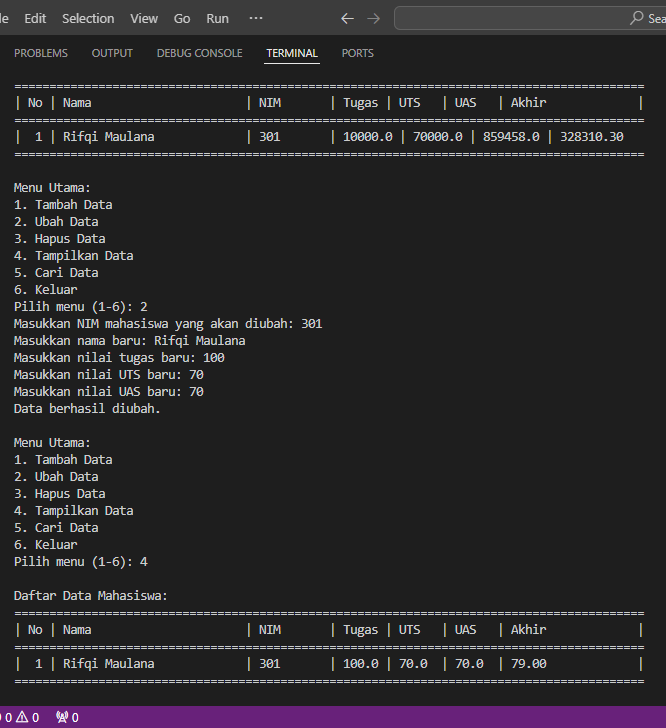 Edit Selection View Go Run ··· ← → Sea
PROBLEMS OUTPUT DEBUG CONSOLE TERMINAL PORTS
==========================================================================================
| No | Nama | NIM | Tugas | UTS | UAS | Akhir |
==========================================================================================
| 1 | Rifqi Maulana | 301 | 10000.0 | 70000.0 | 859458.0 | 328310.30
==========================================================================================
Menu Utama:
1. Tambah Data
2. Ubah Data
3. Hapus Data
4. Tampilkan Data
5. Cari Data
6. Keluar
Pilih menu (1-6): 2
Masukkan NIM mahasiswa yang akan diubah: 301
Masukkan nama baru: Rifqi Maulana
Masukkan nilai tugas baru: 100
Masukkan nilai UTS baru: 70
Masukkan nilai UAS baru: 70
Data berhasil diubah.
Menu Utama:
1. Tambah Data
2. Ubah Data
3. Hapus Data
4. Tampilkan Data
5. Cari Data
6. Keluar
Pilih menu (1-6): 4
Daftar Data Mahasiswa:
==========================================================================================
| No | Nama | NIM | Tugas | UTS | UAS | Akhir |
==========================================================================================
| 1 | Rifqi Maulana | 301 | 100.0 | 70.0 | 70.0 | 79.00 |
==========================================================================================
0 0 0